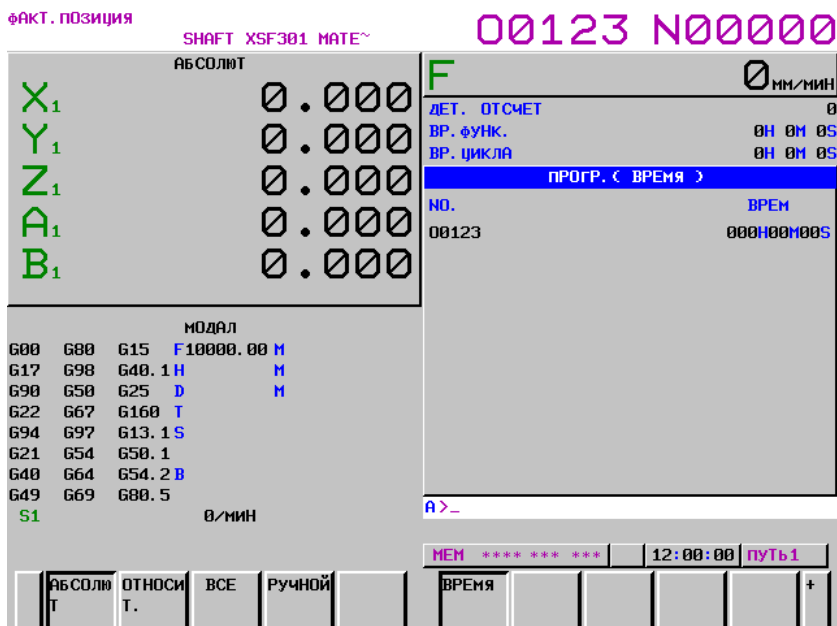 ФАКТ.ПОЗИЦИЯ
SHAFT XSF301 MATE~
O0123 N00000
АБСОЛЮТ
X1 0.000
Y1 0.000
Z1 0.000
A1 0.000
B1 0.000
МОДАЛ
G00 G80 G15 F10000.00 M
G17 G98 G40.1 H M
G90 G50 G25 D M
G22 G67 G160 T
G94 G97 G13.1 S
G21 G54 G50.1
G40 G64 G54.2 B
G49 G69 G80.5
S1 0/МИН
F 0 ММ/МИН
ДЕТ. ОТСЧЕТ 0
ВР.ФУНК. 0H 0M 0S
ВР.ЦИКЛА 0H 0M 0S
ПРОГР.( ВРЕМЯ )
NO. ВРЕМ
O0123 000H00M00S
A>_
MEM **** *** *** 12:00:00 ПУТЬ1
АБСОЛЮ
Т
ОТНОСИ
Т.
ВСЕ
РУЧНОЙ
ВРЕМЯ
+